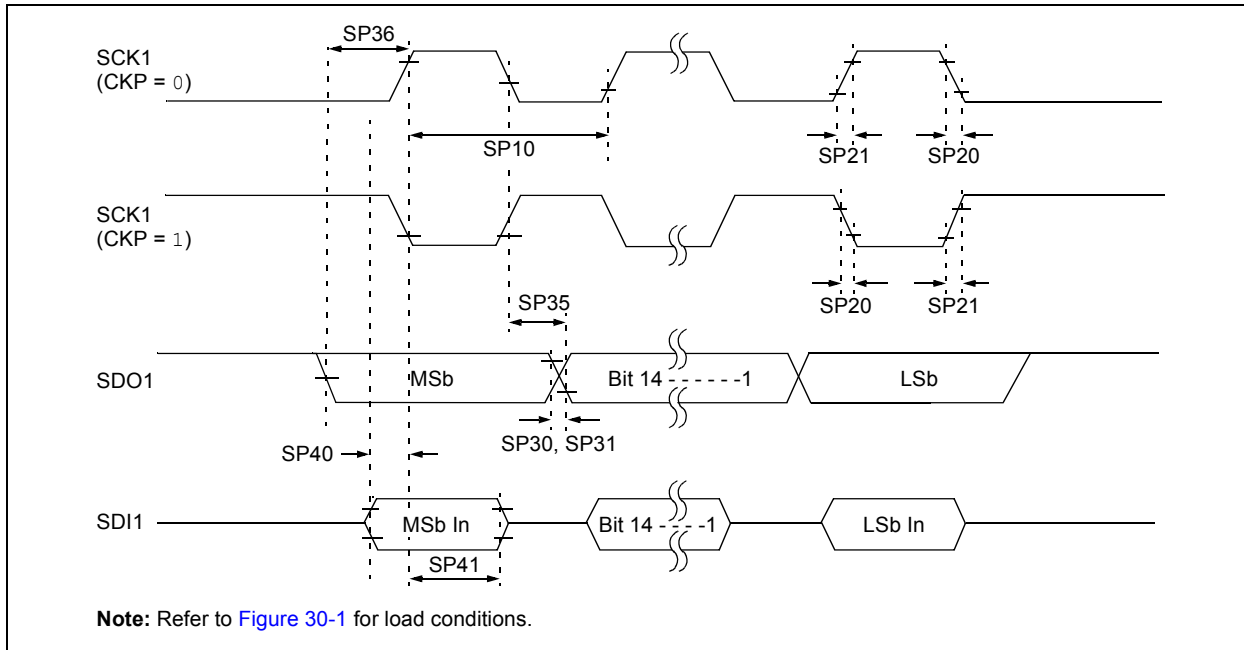 SP36
SCK1
(CKP = 0)
SP10
SP21
SP20
SCK1
(CKP = 1)
SP35
SP20
SP21
SDO1
MSb
Bit 14 - - - - - -1
LSb
SP30, SP31
SP40
SDI1
MSb In
Bit 14 - - - -1
LSb In
SP41
Note: Refer to Figure 30-1 for load conditions.